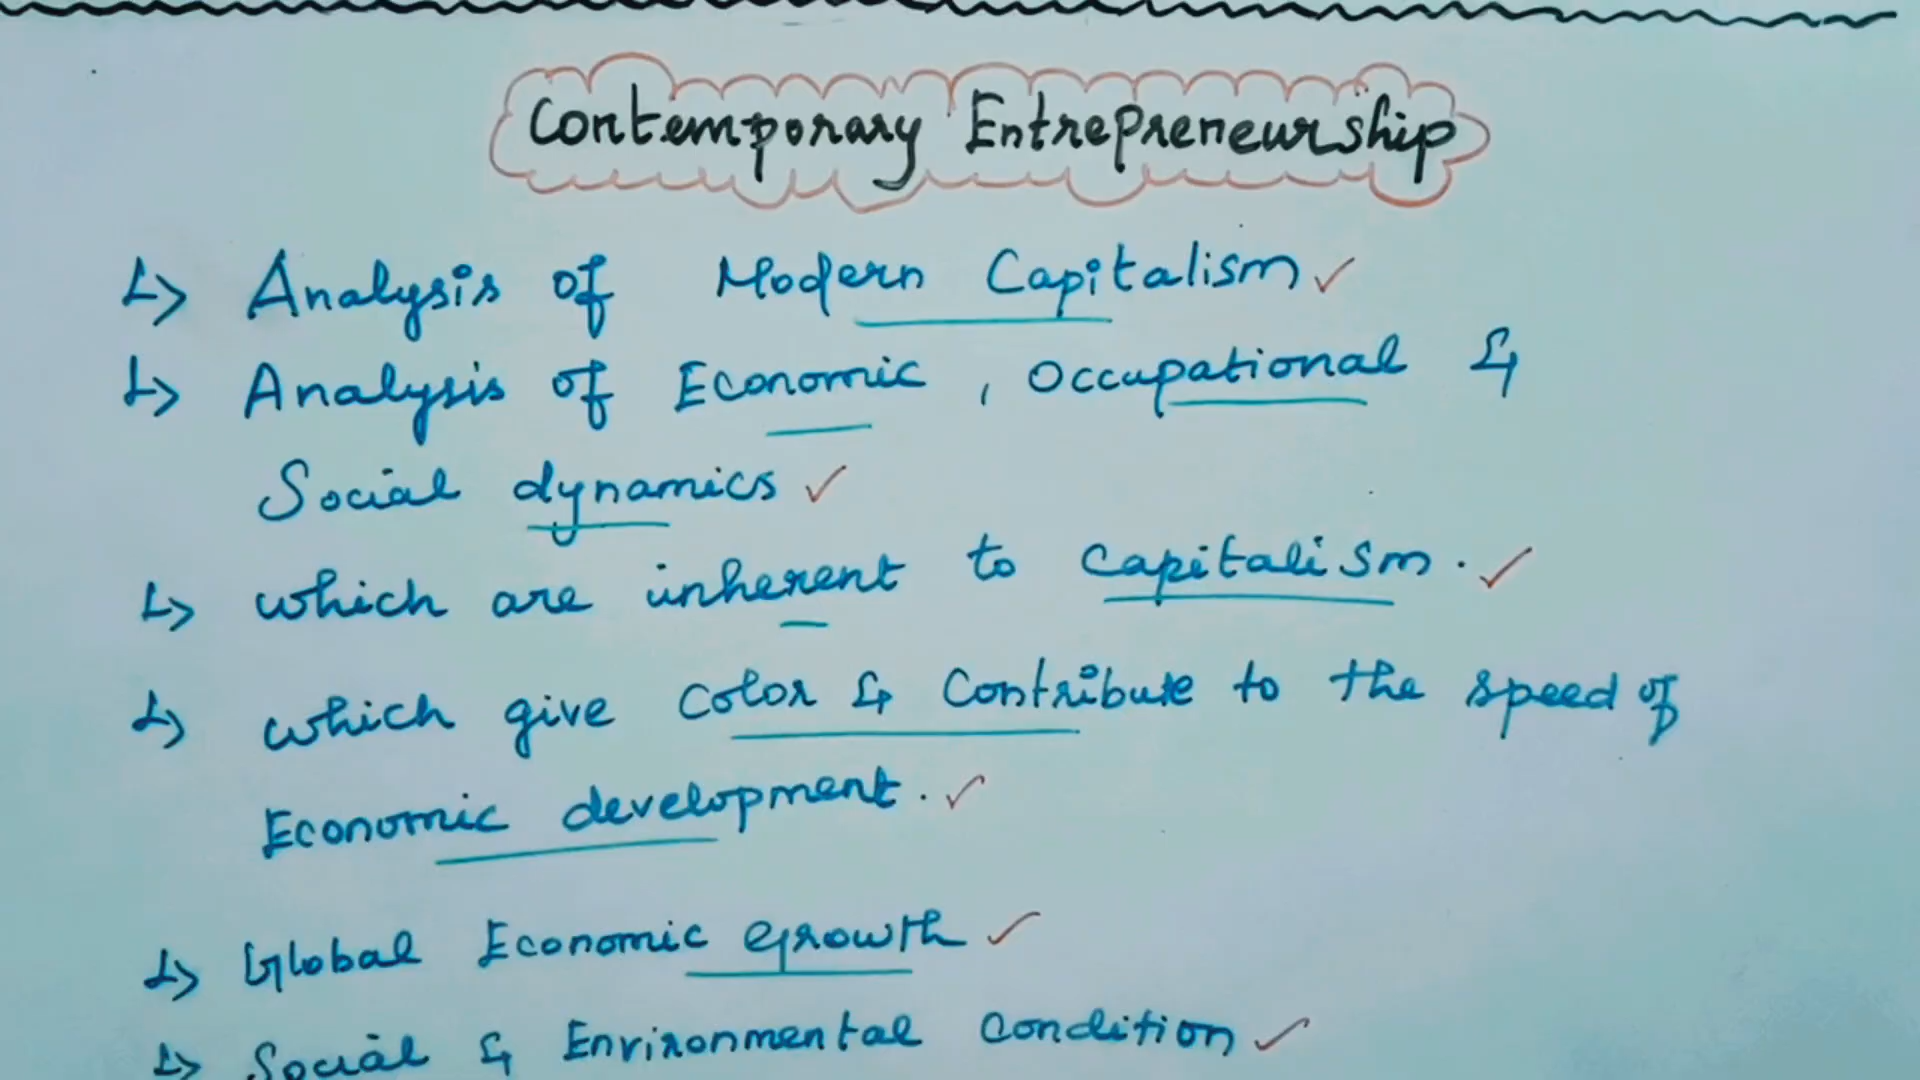 Contemporary Entrepreneurship
↳ Analysis of Modern Capitalism ✓
↳ Analysis of Economic, Occupational &
Social dynamics ✓
↳ which are inherent to capitalism. ✓
↳ which give color & contribute to the speed of
Economic development. ✓
↳ Global Economic growth ✓
↳ Social & Environmental condition ✓